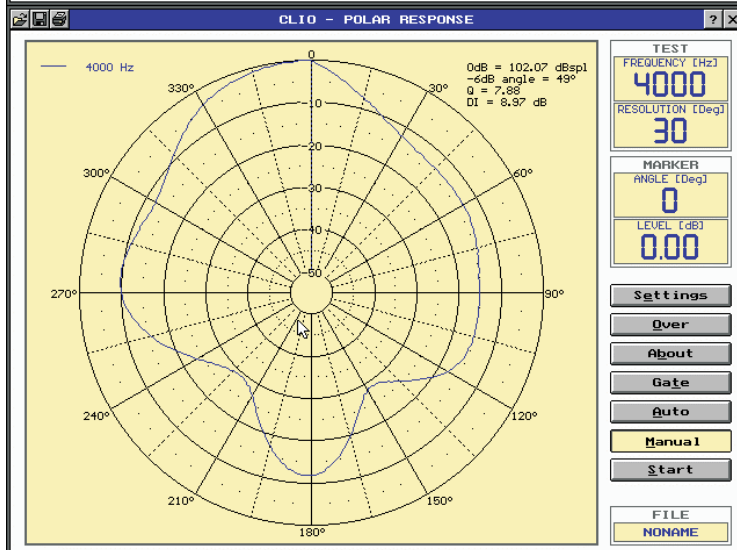 CLIO - POLAR RESPONSE
? X
4000 Hz
0dB = 102.07 dBspl
-6dB angle = 49°
Q = 7.88
DI = 8.97 dB
0
330°
30°
-10
-20
300°
60°
-30
-40
-50
270°
90°
240°
120°
210°
150°
180°
TEST
FREQUENCY [Hz]
4000
RESOLUTION [Deg]
30
MARKER
ANGLE [Deg]
0
LEVEL [dB]
0.00
Settings
Over
About
Gate
Auto
Manual
Start
FILE
NONAME